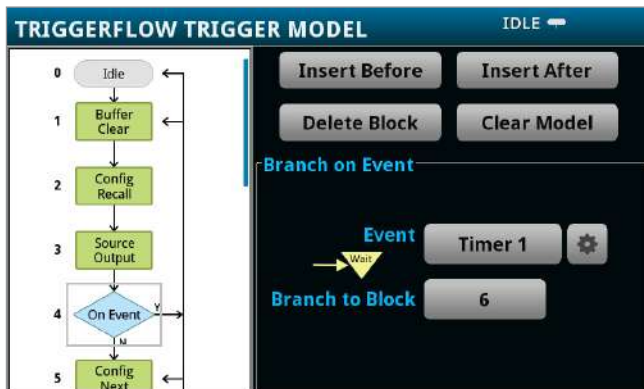 TRIGGERFLOW TRIGGER MODEL
IDLE
0
Idle
1
Buffer
Clear
2
Config
Recall
3
Source
Output
4
On Event
Y
N
5
Config
Next
Insert Before
Insert After
Delete Block
Clear Model
Branch on Event
Event
Timer 1
Wait
Branch to Block
6